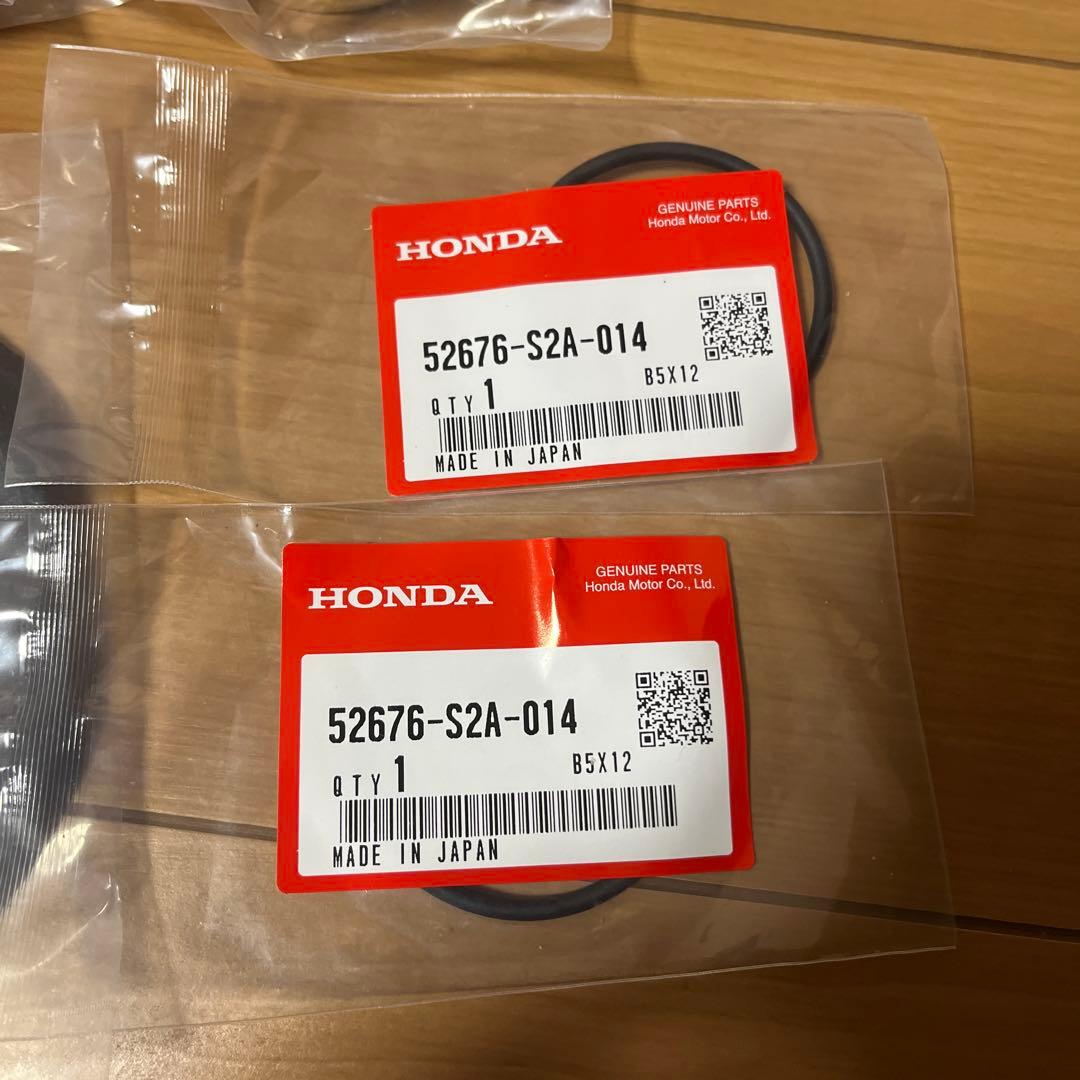 HONDA
GENUINE PARTS
Honda Motor Co., Ltd.
52676-S2A-014
QTY 1
B5X12
MADE IN JAPAN
HONDA
GENUINE PARTS
Honda Motor Co., Ltd.
52676-S2A-014
QTY 1
B5X12
MADE IN JAPAN